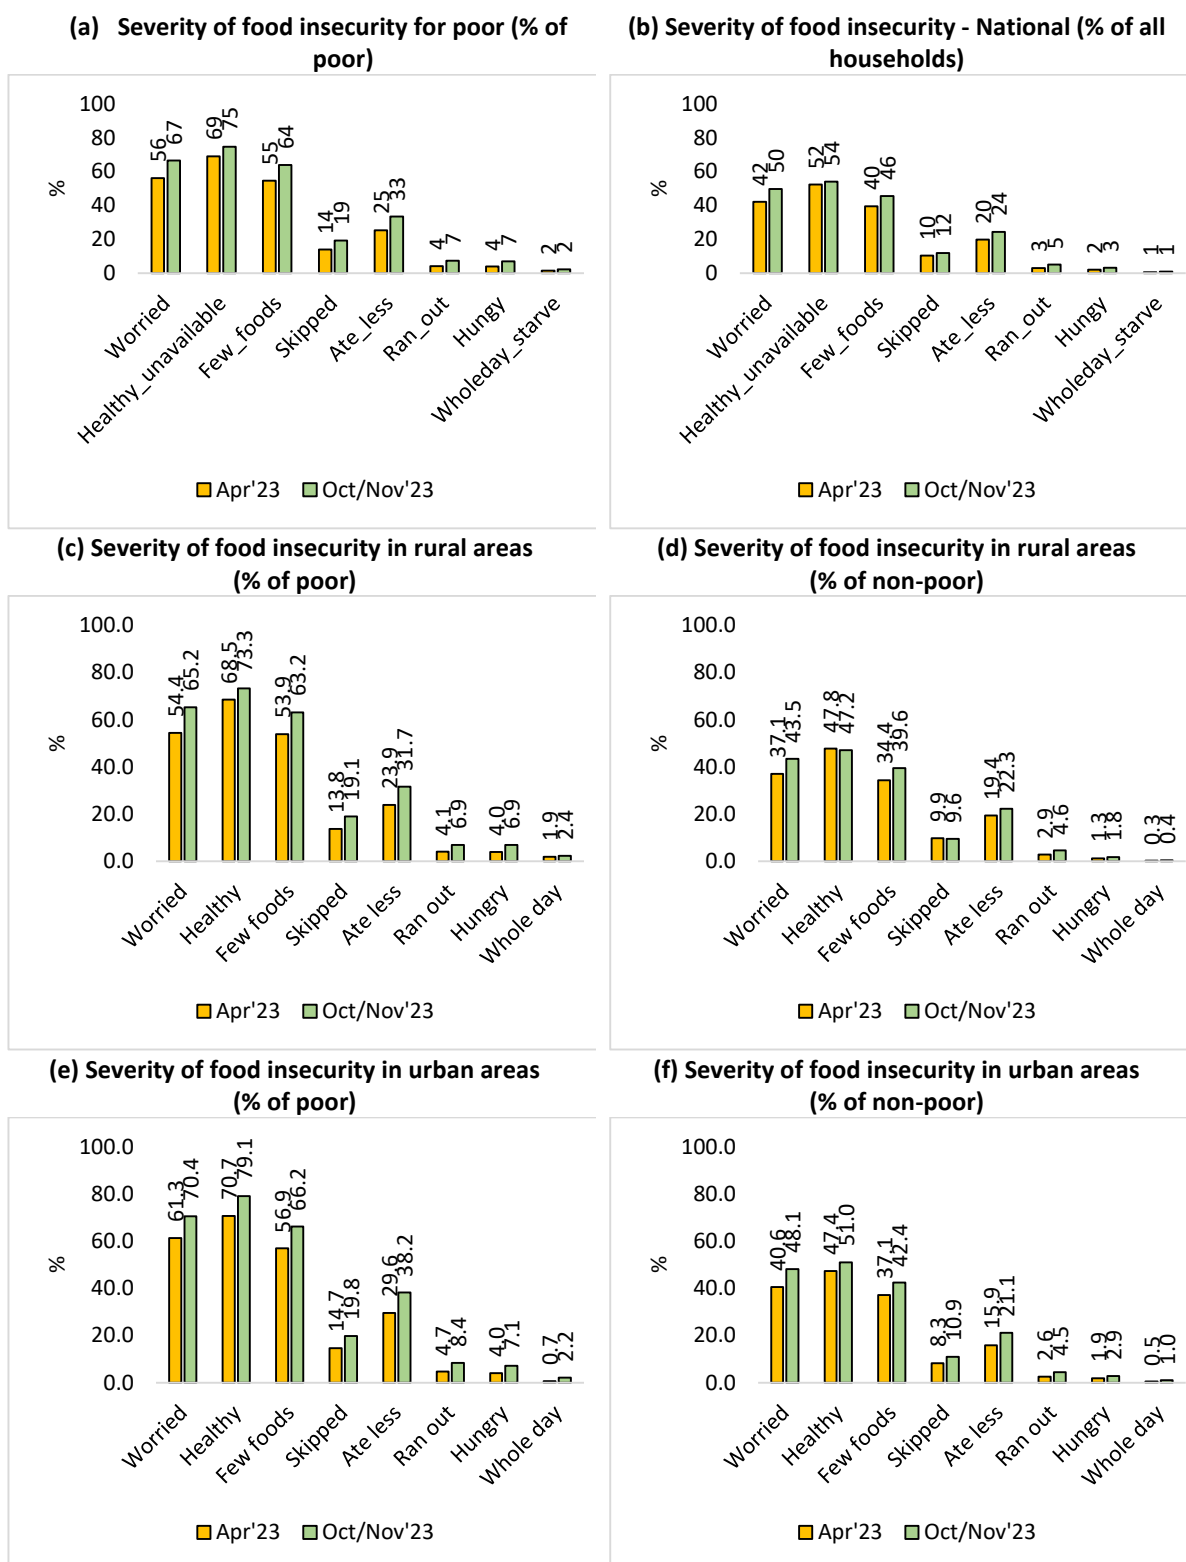 (a) Severity of food insecurity for poor (% of
poor)
100
80
60
40
20
0
%
56 67 69 75 55 64 14 19 25 33 4 7 4 7 2 2
Worried
Healthy_unavailable
Few_foods
Skipped
Ate_less
Ran_out
Hungy
Wholeday_starve
Apr'23 Oct/Nov'23
(b) Severity of food insecurity - National (% of all
households)
100
80
60
40
20
0
%
42 50 52 54 40 46 10 12 20 24 3 5 2 3 1 1
Worried
Healthy_unavailable
Few_foods
Skipped
Ate_less
Ran_out
Hungy
Wholeday_starve
Apr'23 Oct/Nov'23
(c) Severity of food insecurity in rural areas
(% of poor)
100.0
80.0
60.0
40.0
20.0
0.0
%
54.4 65.2 68.5 73.3 53.9 63.2 13.8 19.1 23.9 31.7 4.1 6.9 4.0 6.9 1.9 2.4
Worried
Healthy
Few foods
Skipped
Ate less
Ran out
Hungry
Whole day
Apr'23 Oct/Nov'23
(d) Severity of food insecurity in rural areas
(% of non-poor)
100.0
80.0
60.0
40.0
20.0
0.0
%
37.1 43.5 47.8 47.2 34.4 39.6 9.9 9.6 19.4 22.3 2.9 4.6 1.3 1.8 0.3 0.4
Worried
Healthy
Few foods
Skipped
Ate less
Ran out
Hungry
Whole day
Apr'23 Oct/Nov'23
(e) Severity of food insecurity in urban areas
(% of poor)
100.0
80.0
60.0
40.0
20.0
0.0
%
61.3 70.4 70.7 79.1 56.9 66.2 14.7 19.8 29.6 38.2 4.7 8.4 4.0 7.1 0.7 2.2
Worried
Healthy
Few foods
Skipped
Ate less
Ran out
Hungry
Whole day
Apr'23 Oct/Nov'23
(f) Severity of food insecurity in urban areas
(% of non-poor)
100.0
80.0
60.0
40.0
20.0
0.0
%
40.6 48.1 47.4 51.0 37.1 42.4 8.3 10.9 15.9 21.1 2.6 4.5 1.9 2.9 0.5 1.0
Worried
Healthy
Few foods
Skipped
Ate less
Ran out
Hungry
Whole day
Apr'23 Oct/Nov'23